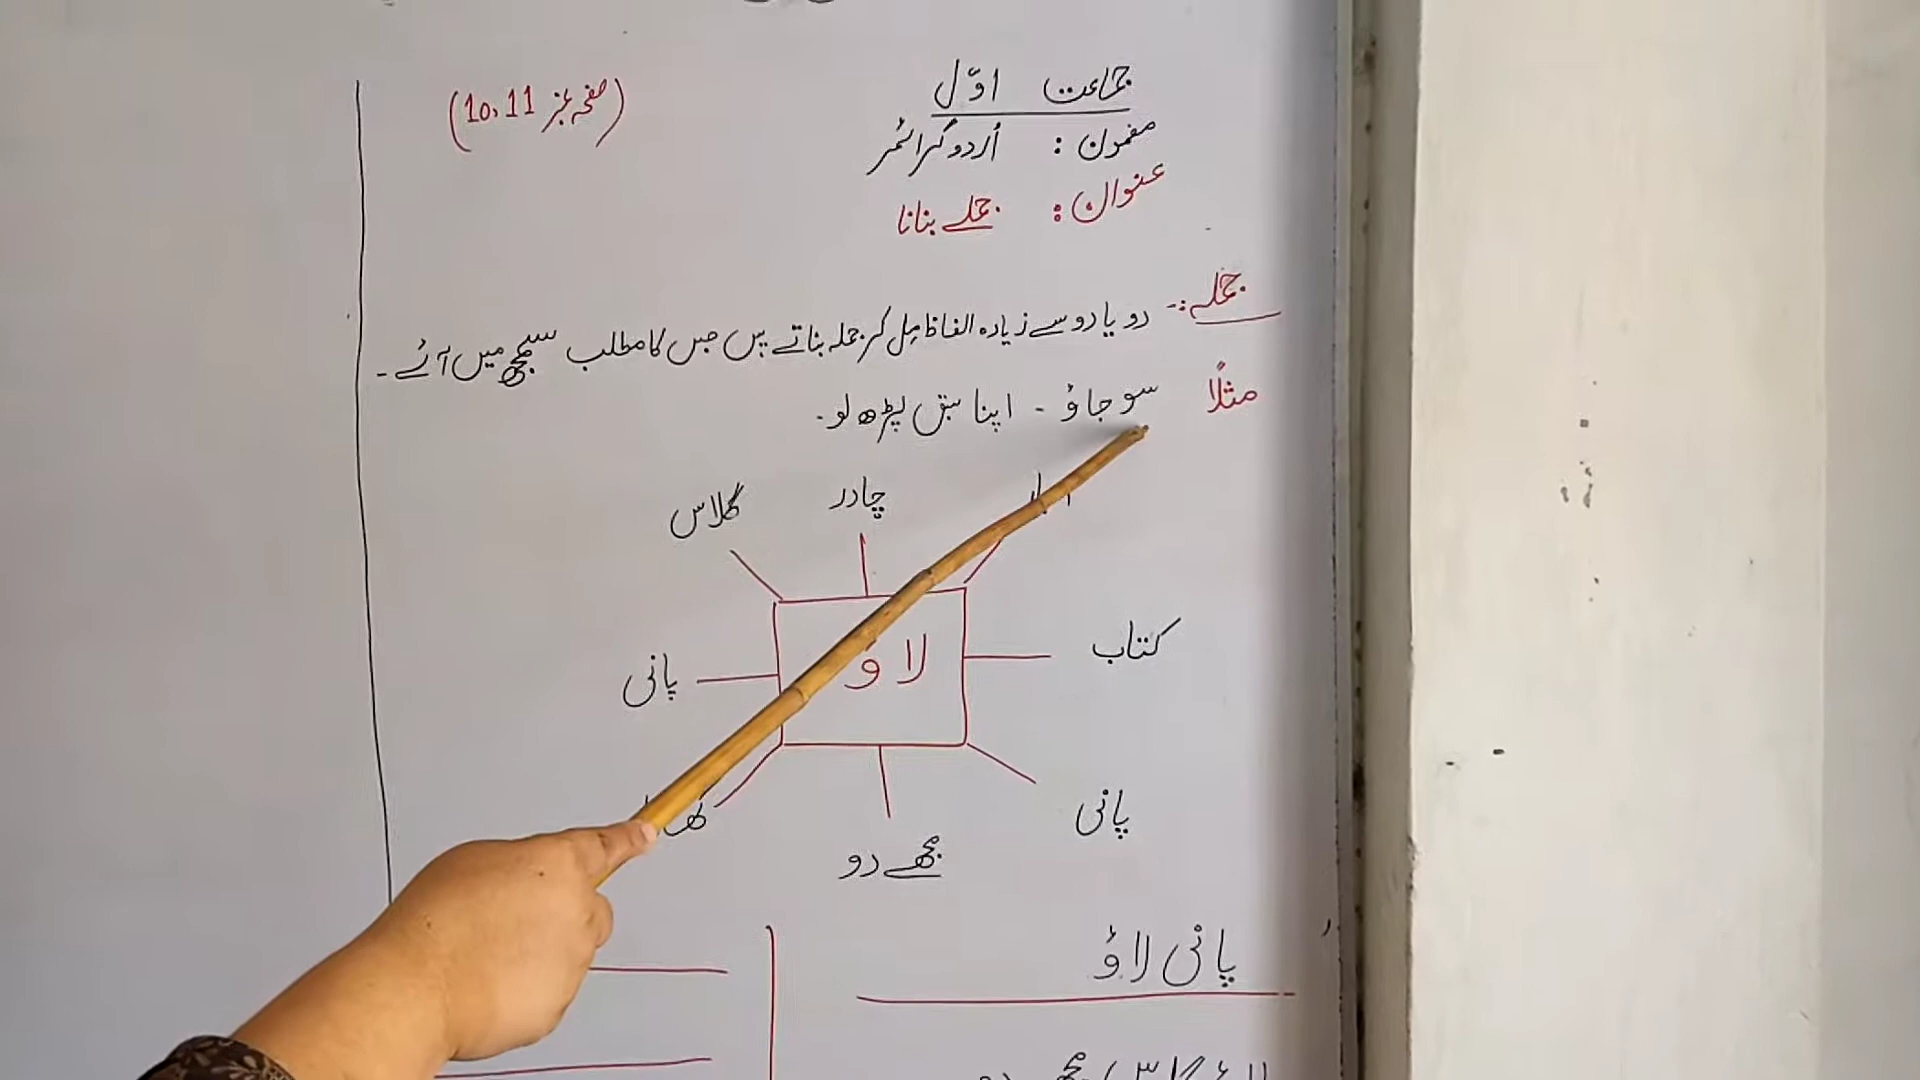 جماعت اوّل
(صفحہ نمبر 10,11)
مضمون : اُردو گرائمر
عنوان : جملے بنانا
جملہ :-
دو یا دو سے زیادہ الفاظ مِل کر جملہ بناتے ہیں جس کا مطلب سمجھ میں آئے -
مثلاً سو جاؤ - اپنا سبق پڑھ لو -
چادر
گلاس
کتاب
لاؤ
پانی
پانی
مجھے دو
پانی لاؤ